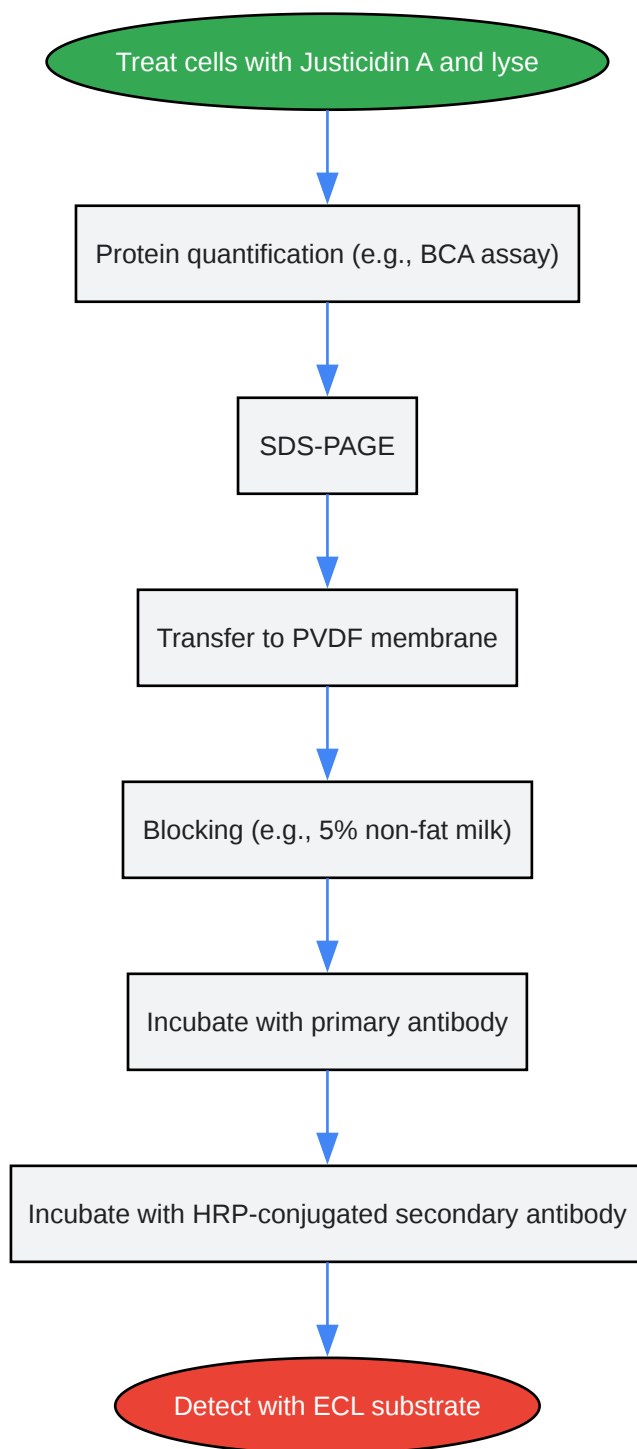 Treat cells with Justicidin A and lyse
Protein quantification (e.g., BCA assay)
SDS-PAGE
Transfer to PVDF membrane
Blocking (e.g., 5% non-fat milk)
Incubate with primary antibody
Incubate with HRP-conjugated secondary antibody
Detect with ECL substrate